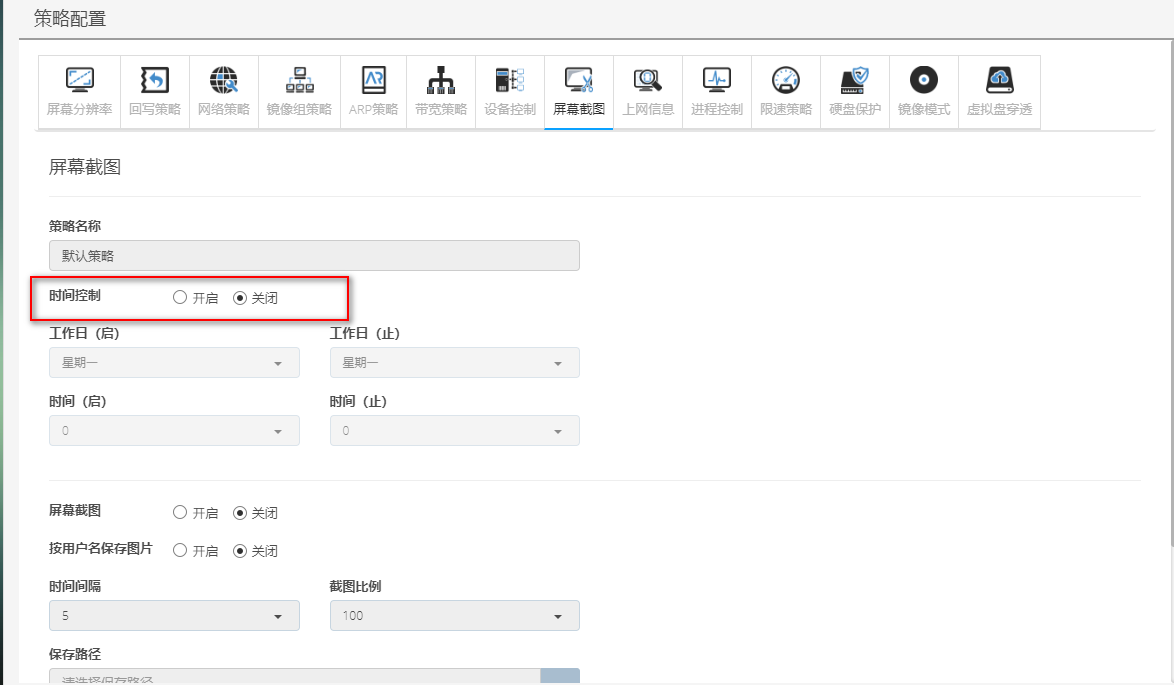 策略配置
屏幕分辨率 回写策略 网络策略 镜像组策略 ARP策略 带宽策略 设备控制 屏幕截图 上网信息 进程控制 限速策略 硬盘保护 镜像模式 虚拟盘穿透
屏幕截图
策略名称
默认策略
时间控制 开启 关闭
工作日（启） 工作日（止）
星期一 星期一
时间（启） 时间（止）
0 0
屏幕截图 开启 关闭
按用户名保存图片 开启 关闭
时间间隔 截图比例
5 100
保存路径
请选择保存路径